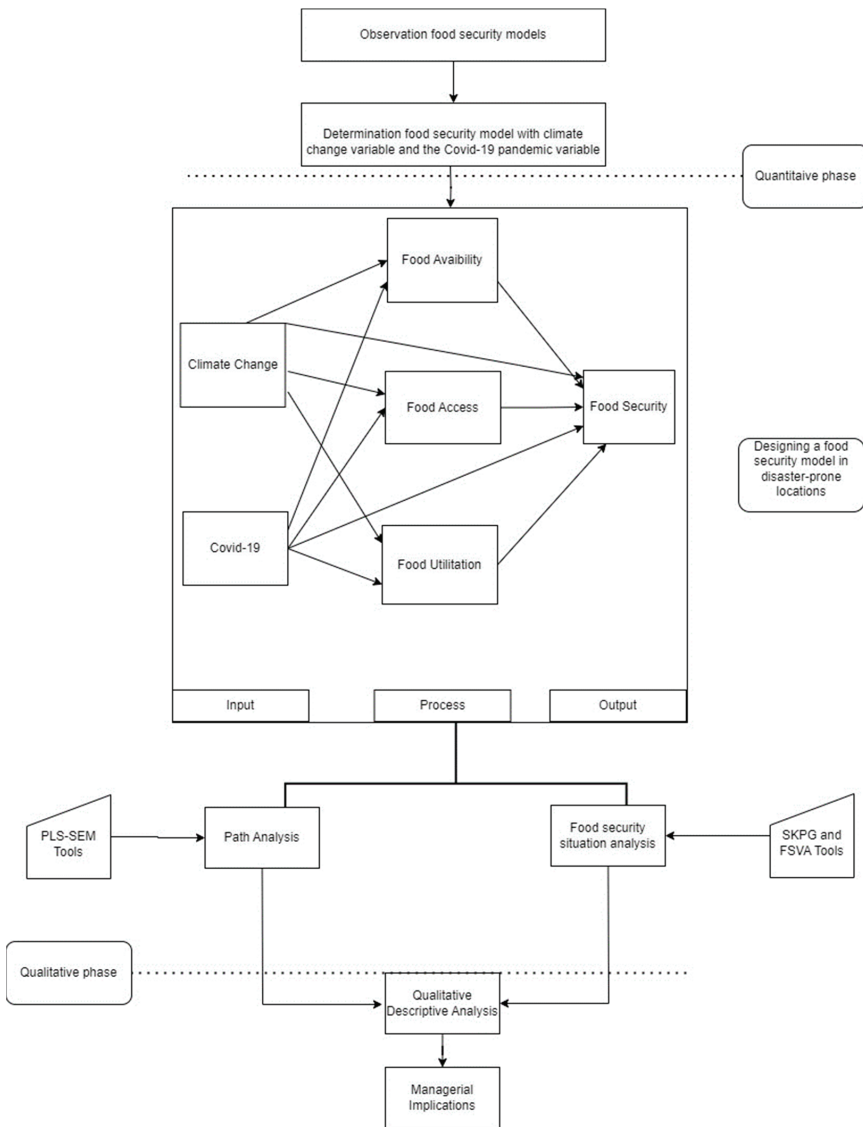 Observation food security models
Determination food security model with climate
change variable and the Covid-19 pandemic variable
Quantitaive phase
Food Avaibility
Climate Change
Food Access
Food Security
Designing a food
security model in
disaster-prone
locations
Covid-19
Food Utilitation
Input
Process
Output
PLS-SEM
Tools
Path Analysis
Food security
situation analysis
SKPG and
FSVA Tools
Qualitative phase
Qualitative
Descriptive Analysis
Managerial
Implications